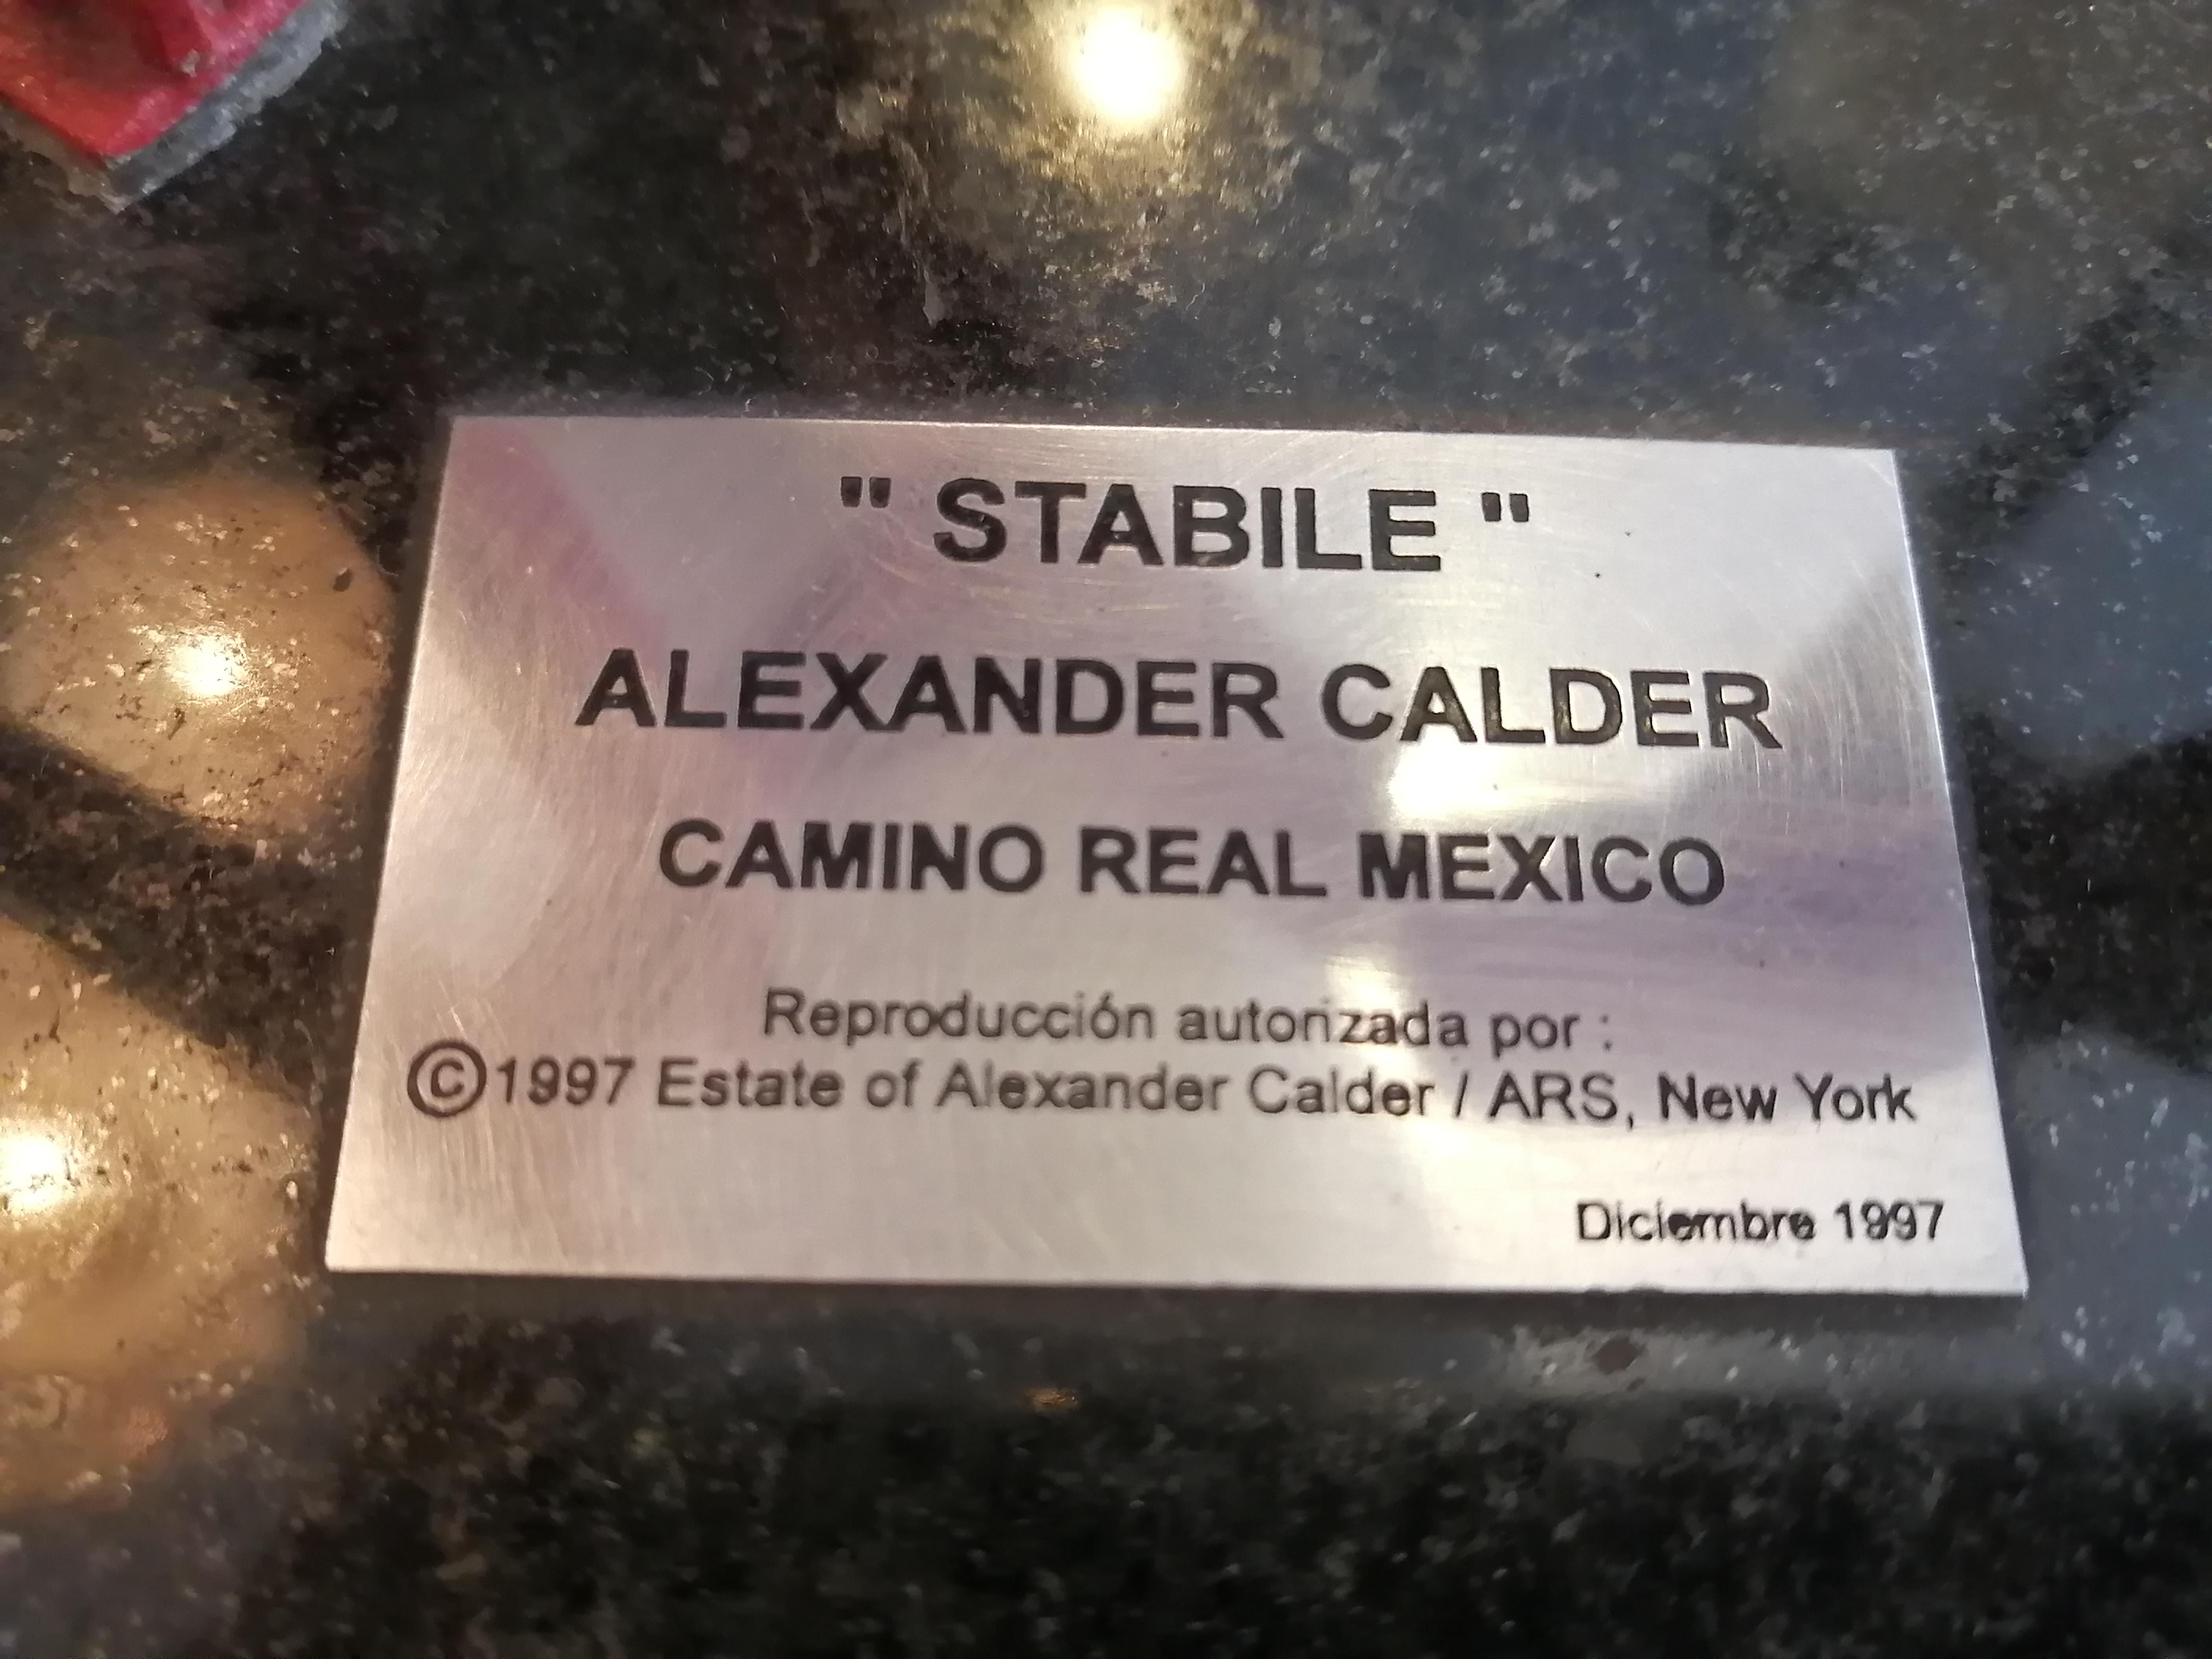 " STABILE "
ALEXANDER CALDER
CAMINO REAL MEXICO
Reproducción autorizada por :
©1997 Estate of Alexander Calder / ARS, New York
Diciembre 1997